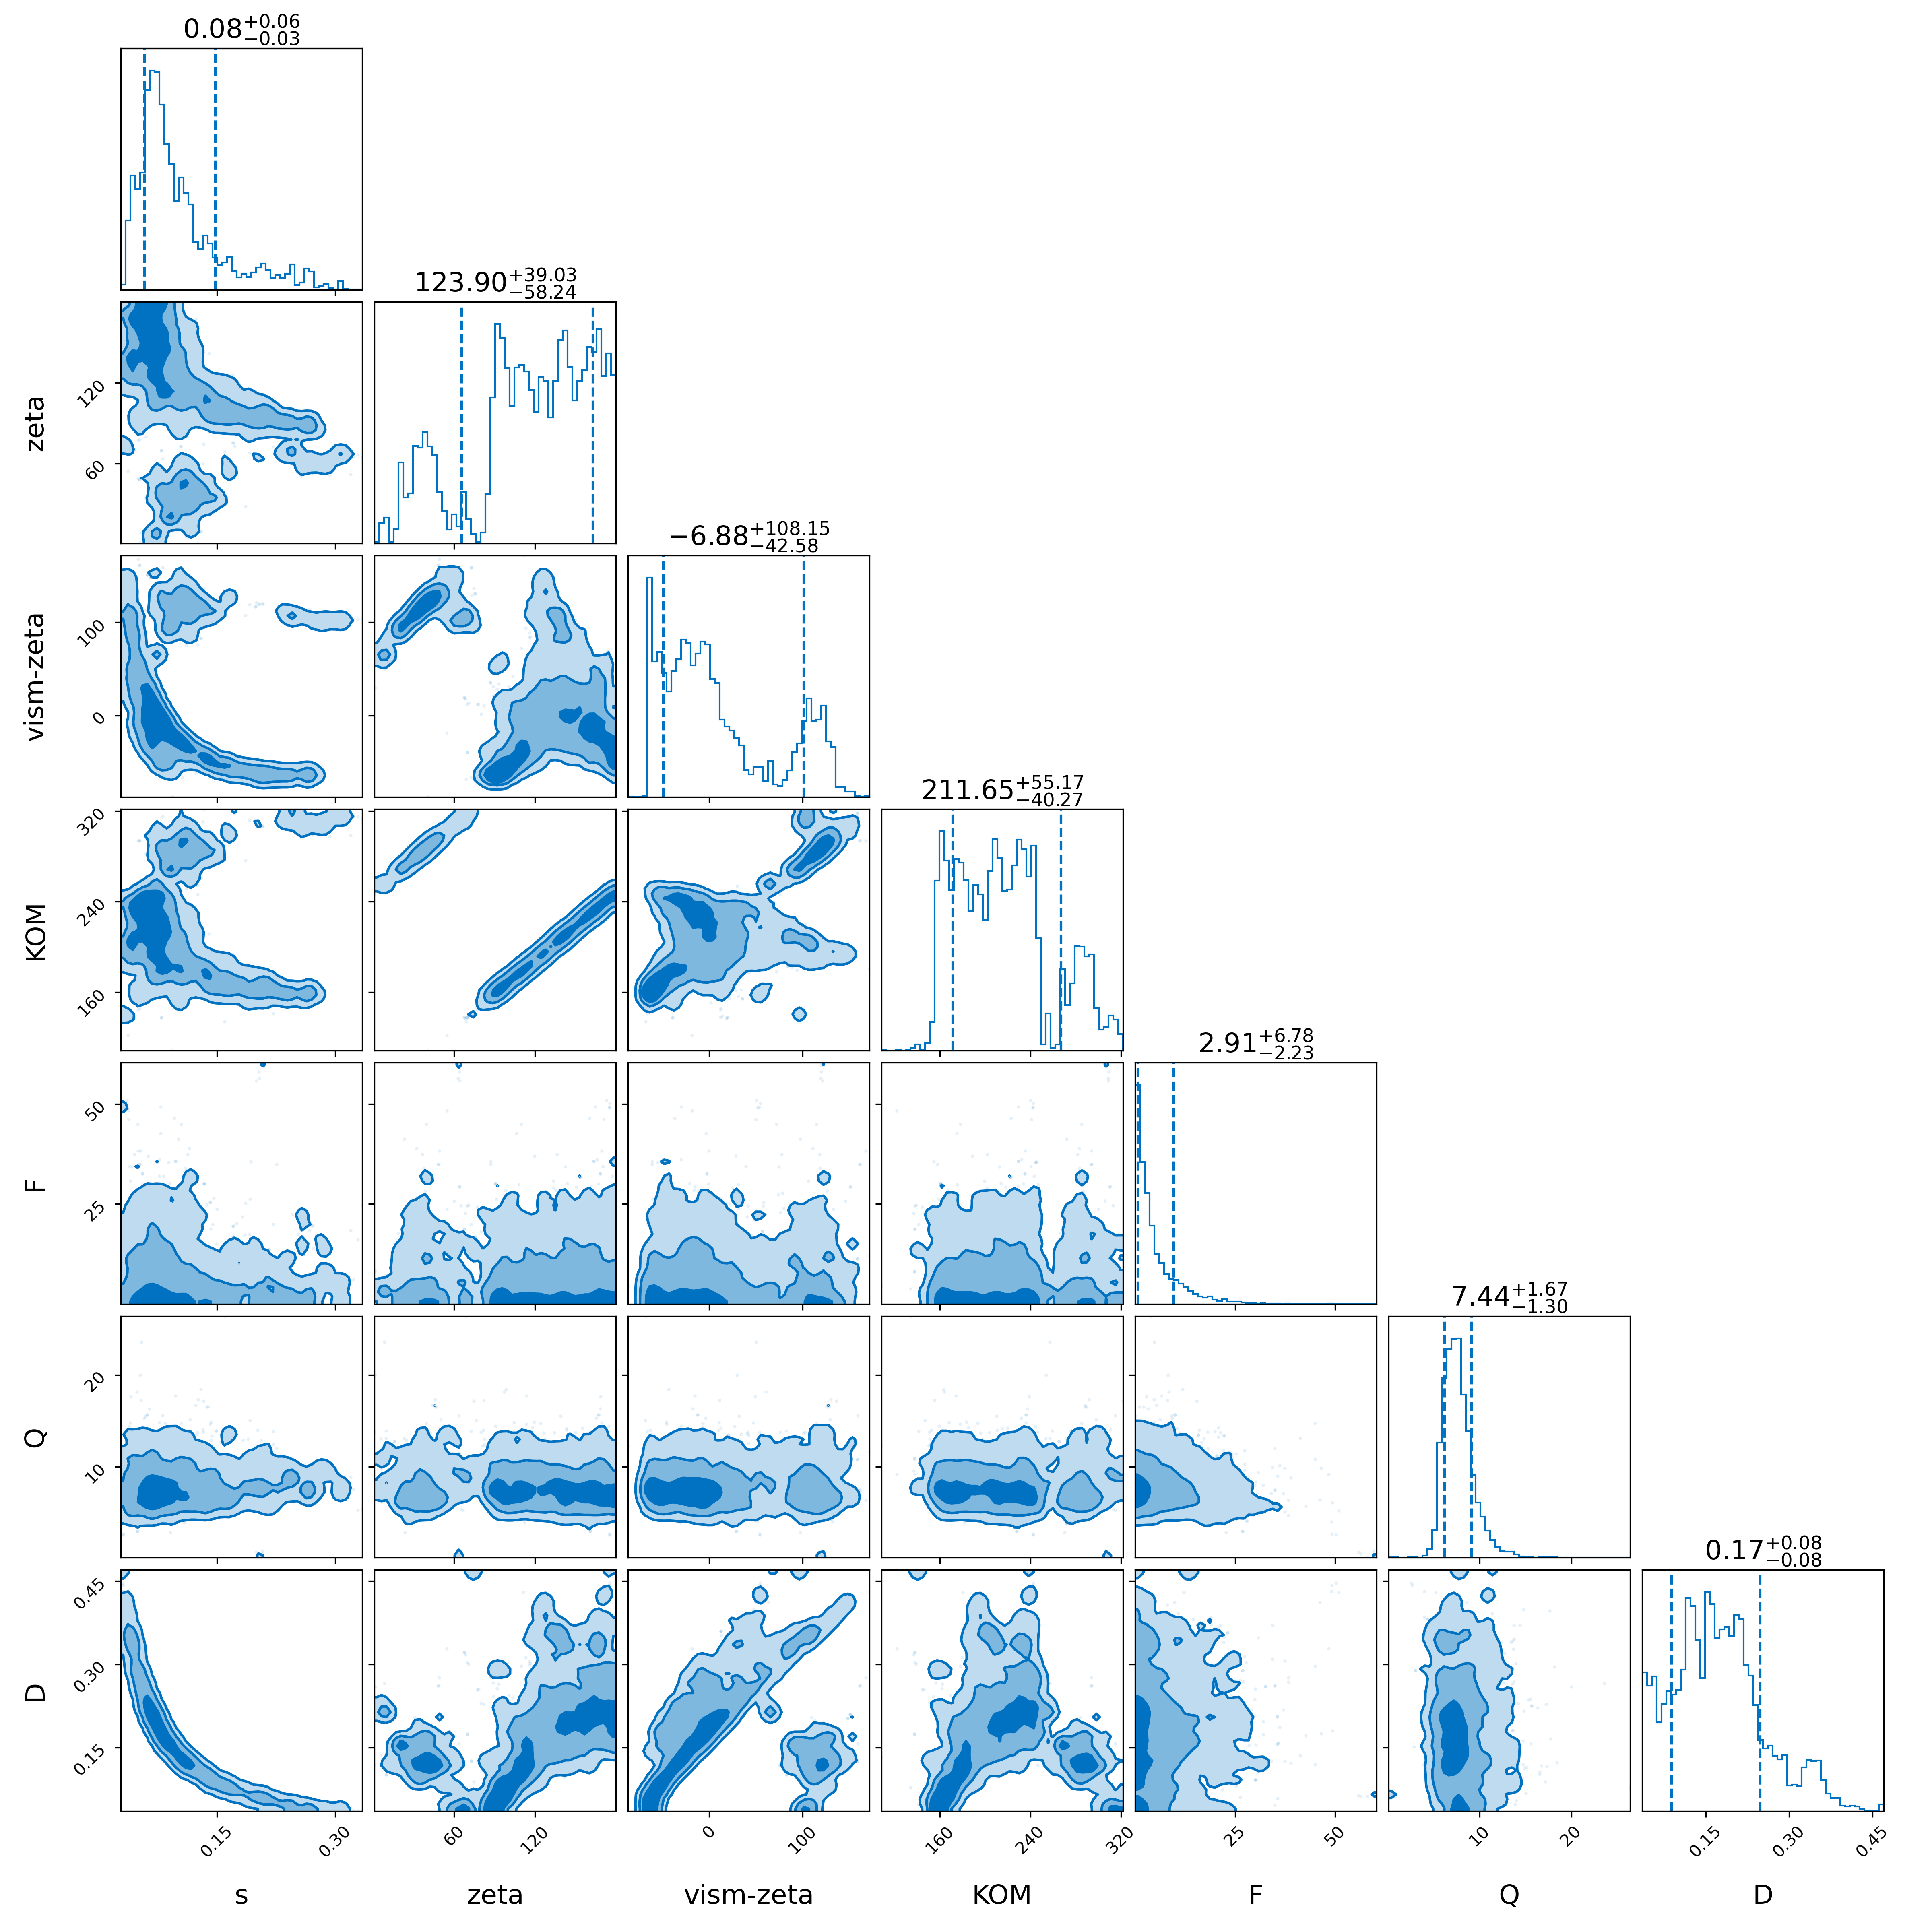 0.08+0.06−0.03
123.90+39.03−58.24
zeta
120
60
−6.88+108.15−42.58
vism-zeta
100
0
211.65+55.17−40.27
KOM
320
240
160
2.91+6.78−2.23
F
50
25
7.44+1.67−1.30
Q
20
10
0.17+0.08−0.08
D
0.45
0.30
0.15
0.15 0.30 60 120 0 100 160 240 320 25 50 10 20 0.15 0.30 0.45
s zeta vism-zeta KOM F Q D